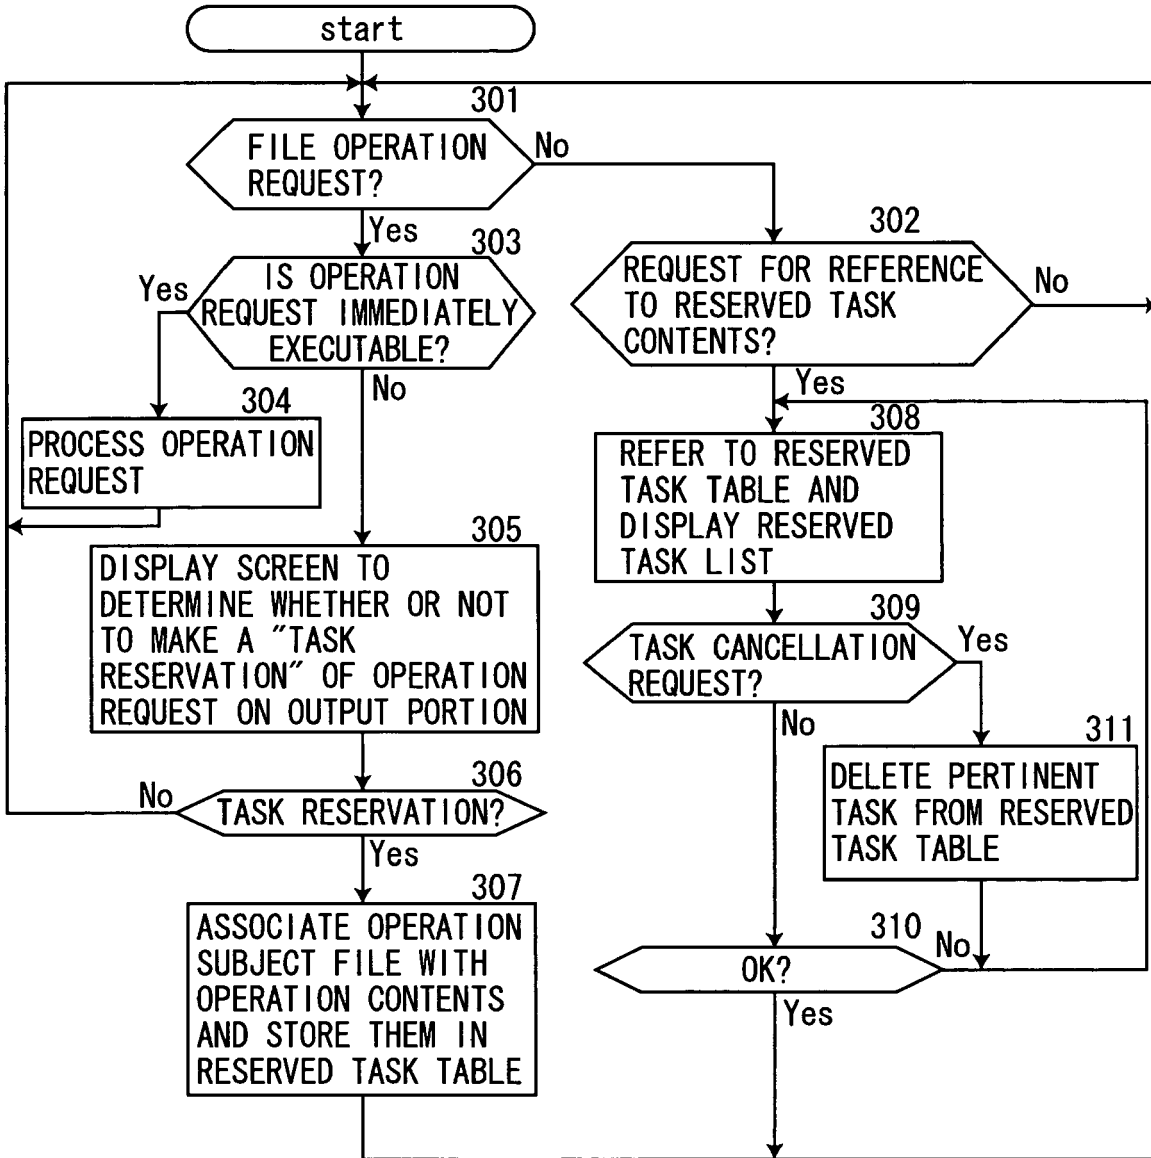 start
301
FILE OPERATION
REQUEST?
No
Yes
303
IS OPERATION
REQUEST IMMEDIATELY
EXECUTABLE?
Yes
No
304
PROCESS OPERATION
REQUEST
305
DISPLAY SCREEN TO
DETERMINE WHETHER OR NOT
TO MAKE A "TASK
RESERVATION" OF OPERATION
REQUEST ON OUTPUT PORTION
306
No
TASK RESERVATION?
Yes
307
ASSOCIATE OPERATION
SUBJECT FILE WITH
OPERATION CONTENTS
AND STORE THEM IN
RESERVED TASK TABLE
302
REQUEST FOR REFERENCE
TO RESERVED TASK
CONTENTS?
No
Yes
308
REFER TO RESERVED
TASK TABLE AND
DISPLAY RESERVED
TASK LIST
309
TASK CANCELLATION
REQUEST?
Yes
No
311
DELETE PERTINENT
TASK FROM RESERVED
TASK TABLE
310
OK?
No
Yes